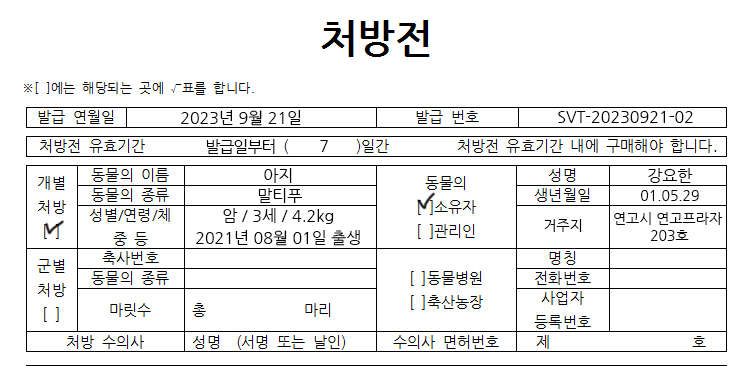 처방전
※[ ]에는 해당되는 곳에 √표를 합니다.
발급 연월일 2023년 9월 21일 발급 번호 SVT-20230921-02
처방전 유효기간 발급일부터 ( 7 )일간 처방전 유효기간 내에 구매해야 합니다.
개별
처방
[✓]
동물의 이름 아지
동물의 종류 말티푸
성별/연령/체
중 등
암 / 3세 / 4.2kg
2021년 08월 01일 출생
동물의
[✓]소유자
[ ]관리인
성명 강요한
생년월일 01.05.29
거주지
연고시 연고프라자
203호
군별
처방
[ ]
축사번호
동물의 종류
마릿수 총 마리
[ ]동물병원
[ ]축산농장
명칭
전화번호
사업자
등록번호
처방 수의사 성명 (서명 또는 날인) 수의사 면허번호 제 호